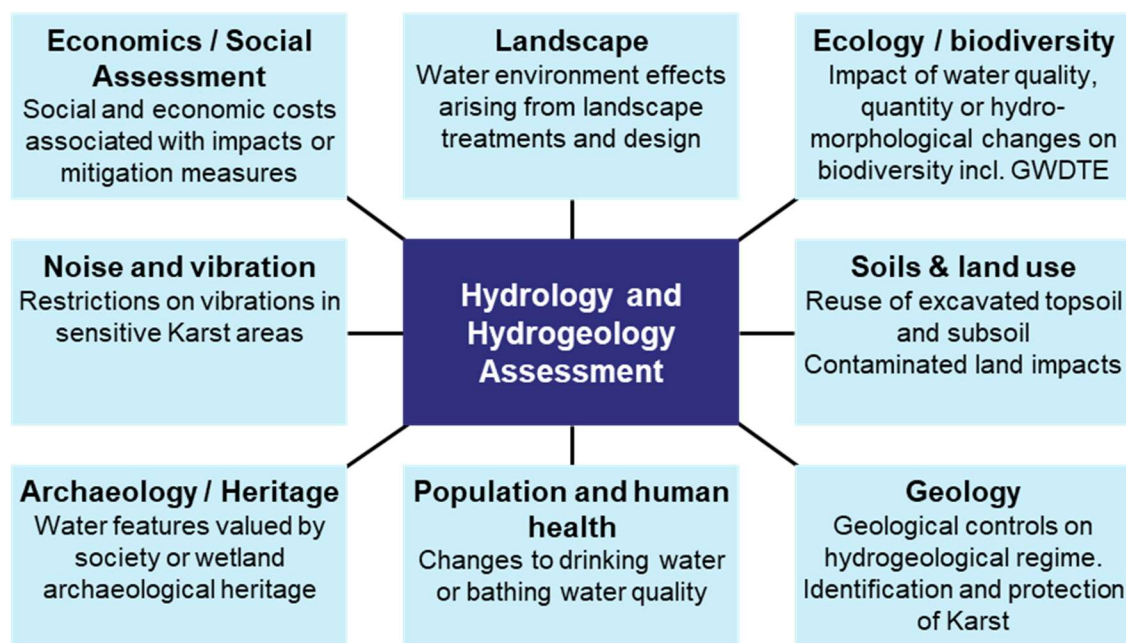 Economics / Social
Assessment
Social and economic costs
associated with impacts or
mitigation measures
Landscape
Water environment effects
arising from landscape
treatments and design
Ecology / biodiversity
Impact of water quality,
quantity or hydro-
morphological changes on
biodiversity incl. GWDTE
Noise and vibration
Restrictions on vibrations in
sensitive Karst areas
Hydrology and
Hydrogeology
Assessment
Soils & land use
Reuse of excavated topsoil
and subsoil
Contaminated land impacts
Archaeology / Heritage
Water features valued by
society or wetland
archaeological heritage
Population and human
health
Changes to drinking water
or bathing water quality
Geology
Geological controls on
hydrogeological regime.
Identification and protection
of Karst